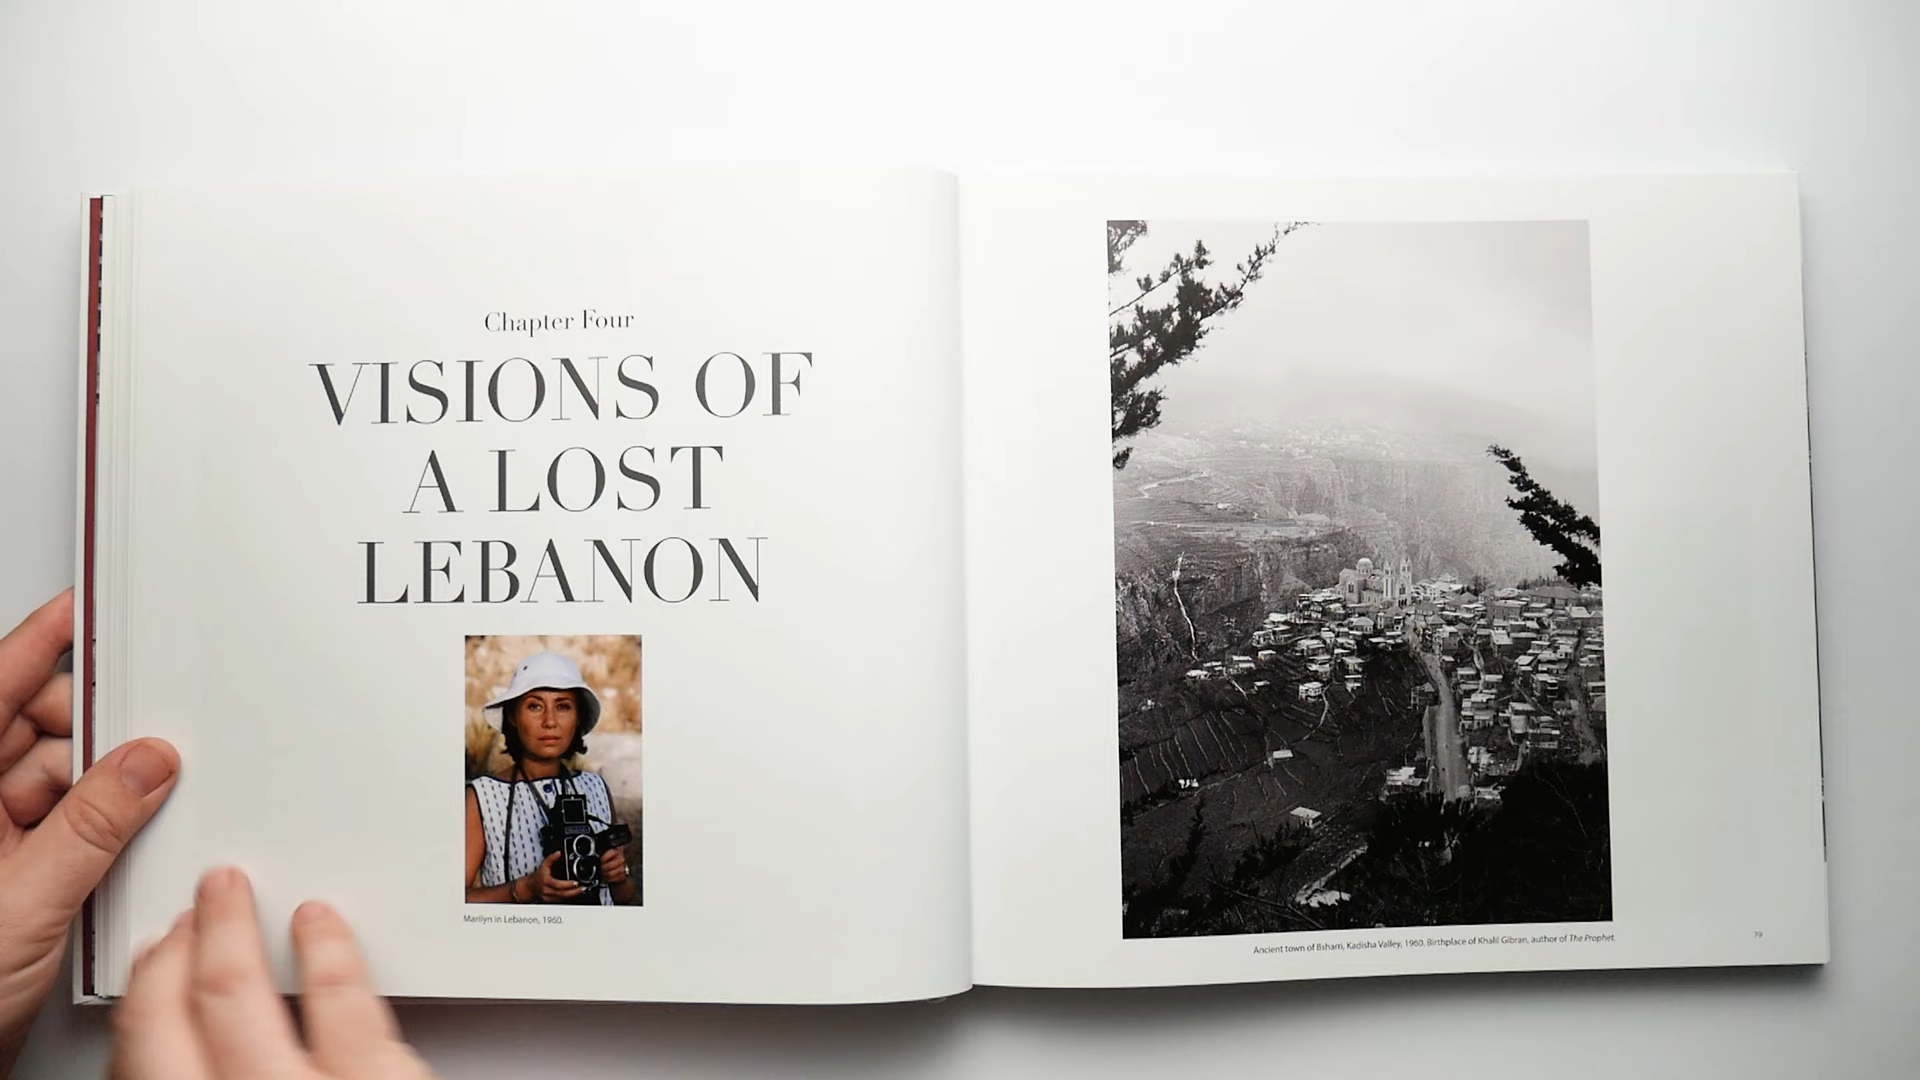 Chapter Four
VISIONS OF
A LOST
LEBANON
Marilyn in Lebanon, 1960.
Ancient town of Bsharri, Kadisha Valley, 1960. Birthplace of Khalil Gibran, author of The Prophet.
79